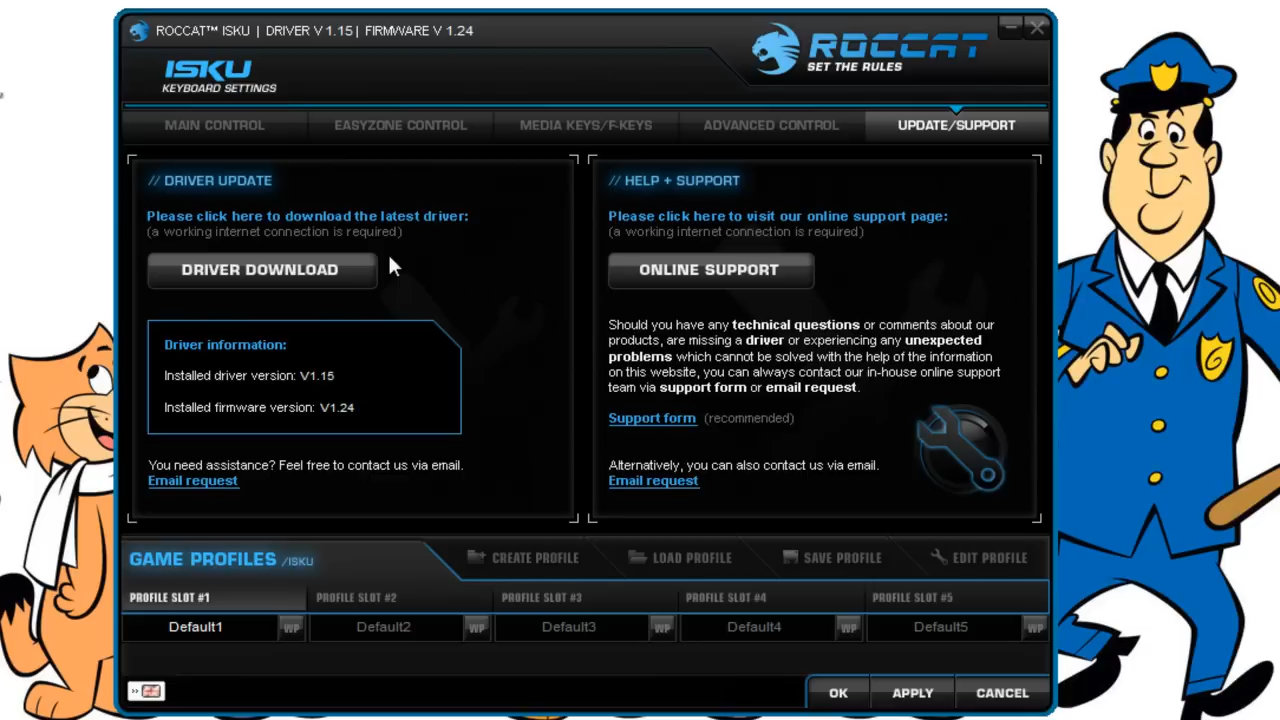 ROCCAT™ ISKU | DRIVER V 1.15 | FIRMWARE V 1.24
ROCCAT
SET THE RULES
ISKU
KEYBOARD SETTINGS
MAIN CONTROL
EASYZONE CONTROL
MEDIA KEYS/F-KEYS
ADVANCED CONTROL
UPDATE/SUPPORT
// DRIVER UPDATE
Please click here to download the latest driver:
(a working internet connection is required)
DRIVER DOWNLOAD
Driver information:
Installed driver version: V1.15
Installed firmware version: V1.24
You need assistance? Feel free to contact us via email.
Email request
// HELP + SUPPORT
Please click here to visit our online support page:
(a working internet connection is required)
ONLINE SUPPORT
Should you have any technical questions or comments about our
products, are missing a driver or experiencing any unexpected
problems which cannot be solved with the help of the information
on this website, you can always contact our in-house online support
team via support form or email request.
Support form (recommended)
Alternatively, you can also contact us via email.
Email request
GAME PROFILES /ISKU
CREATE PROFILE
LOAD PROFILE
SAVE PROFILE
EDIT PROFILE
PROFILE SLOT #1
PROFILE SLOT #2
PROFILE SLOT #3
PROFILE SLOT #4
PROFILE SLOT #5
Default1 WP
Default2 WP
Default3 WP
Default4 WP
Default5 WP
OK
APPLY
CANCEL